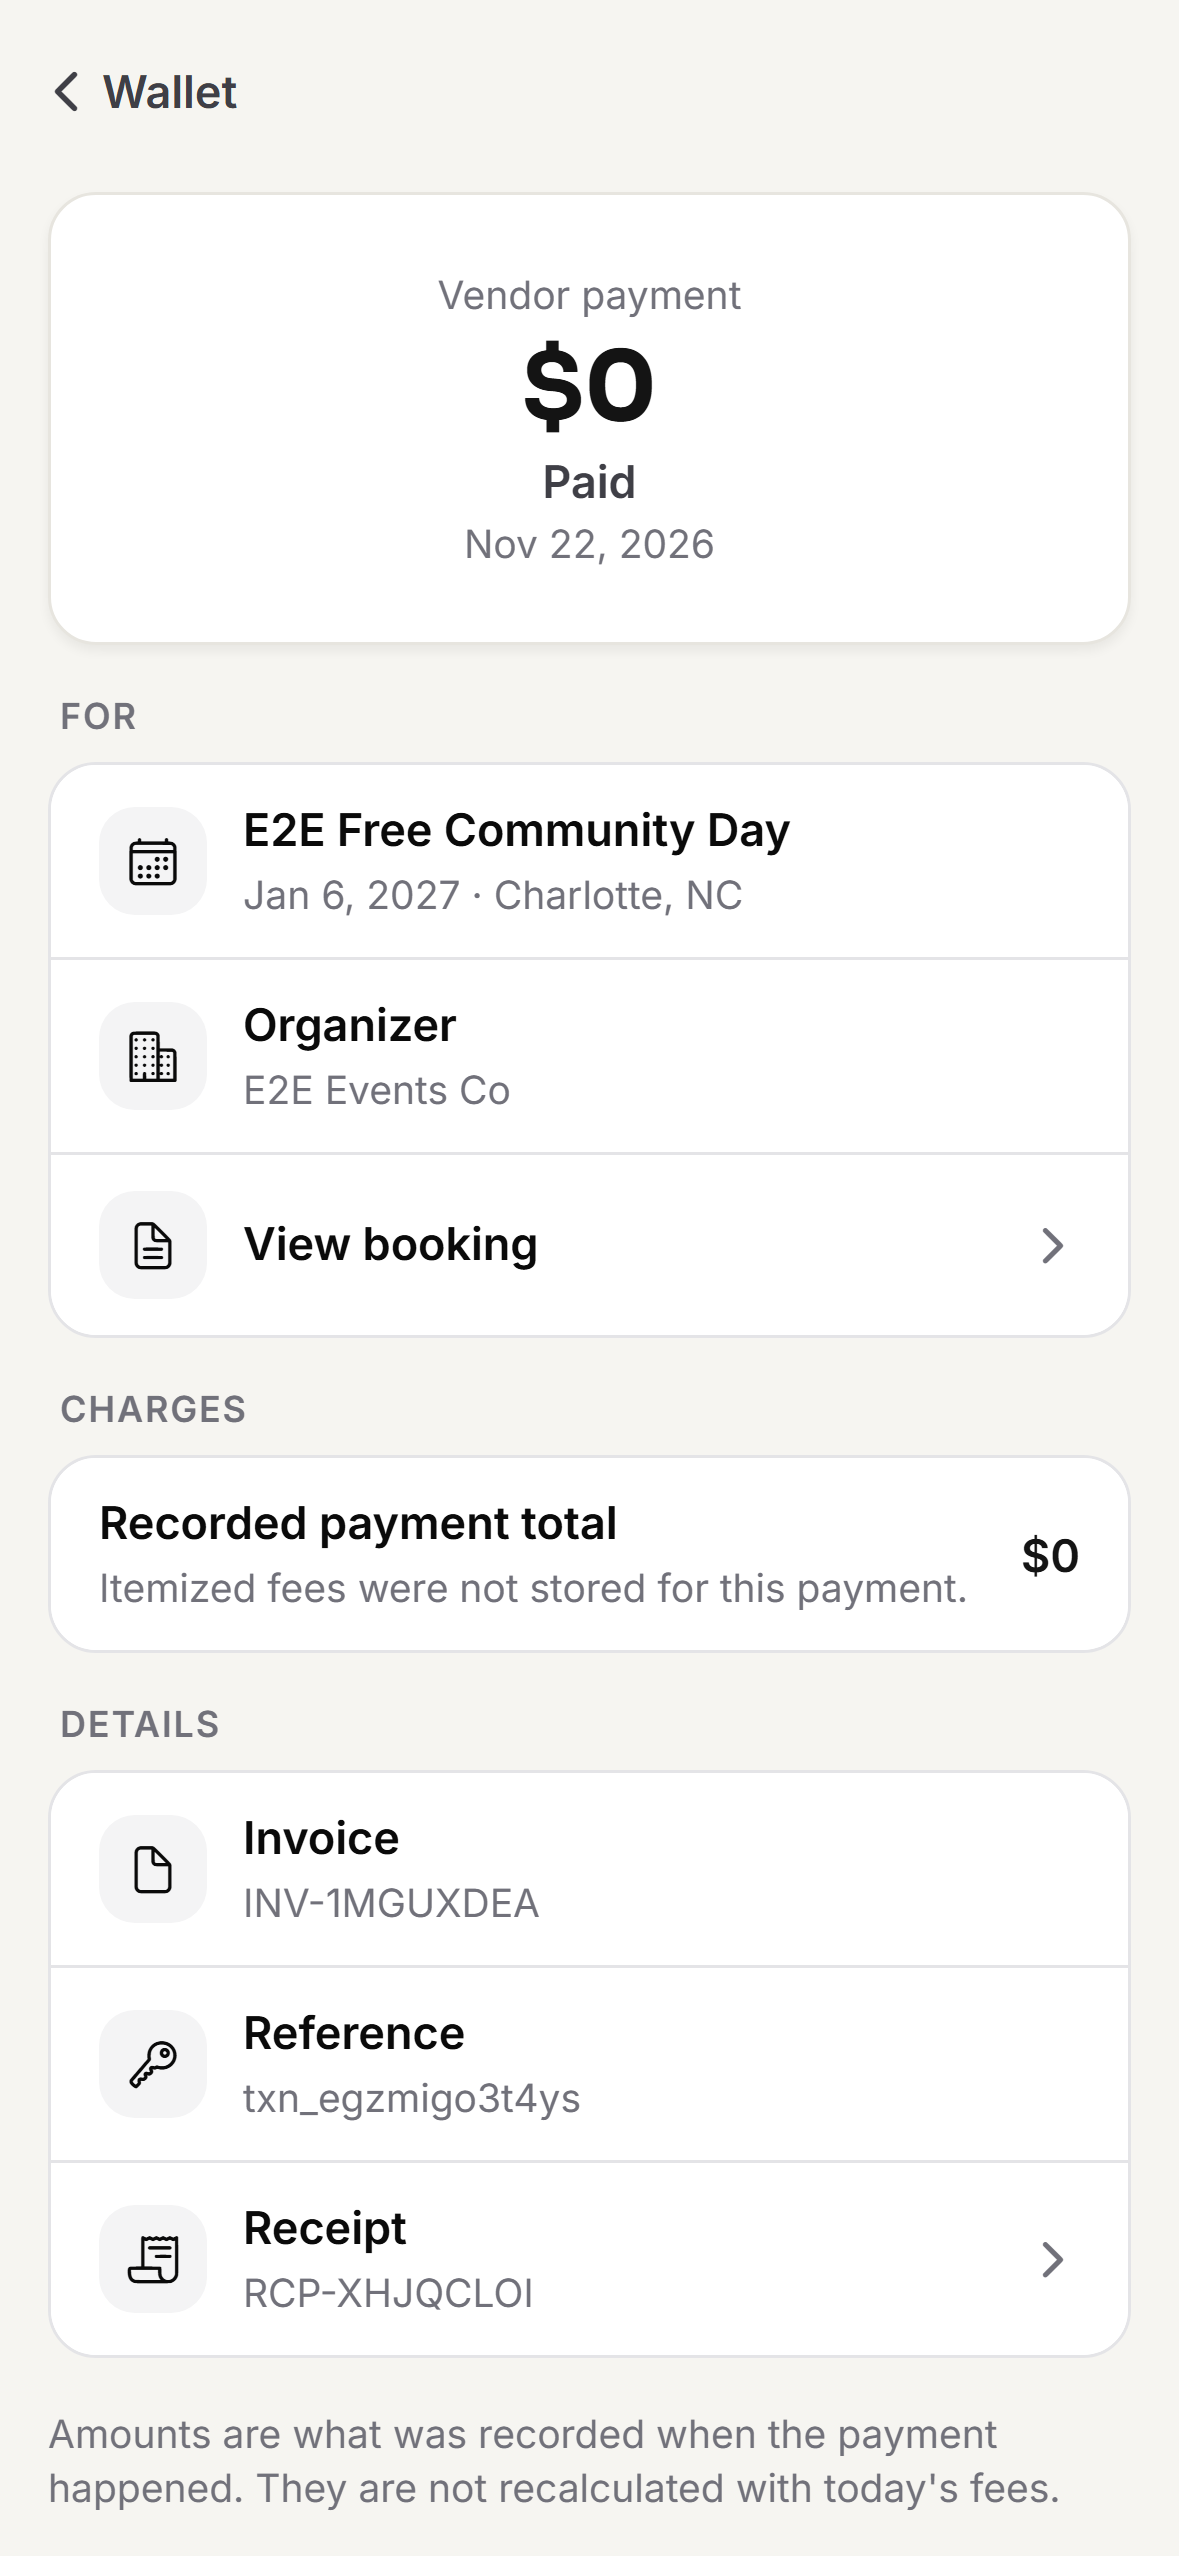 Wallet
Vendor payment
$0
Paid
Nov 22, 2026
FOR
E2E Free Community Day
Jan 6, 2027 · Charlotte, NC
Organizer
E2E Events Co
View booking
CHARGES
Recorded payment total
$0
Itemized fees were not stored for this payment.
DETAILS
Invoice
INV-1MGUXDEA
Reference
txn_egzmigo3t4ys
Receipt
RCP-XHJQCLOI
Amounts are what was recorded when the payment
happened. They are not recalculated with today's fees.